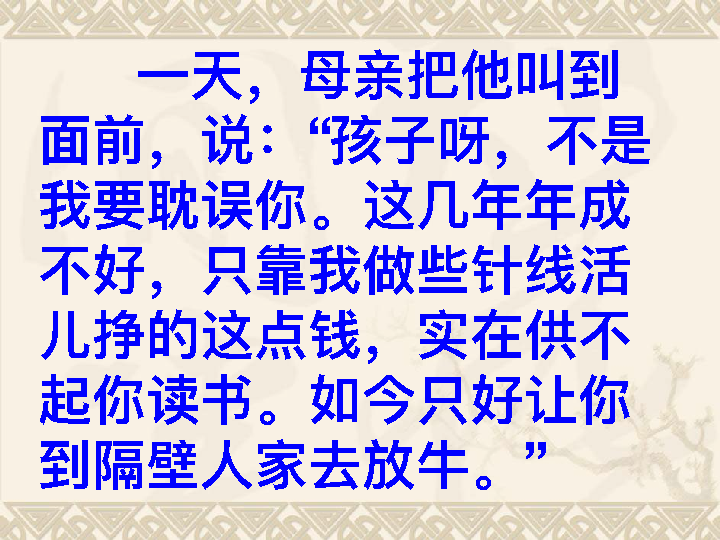 一天，母亲把他叫到
面前，说：“孩子呀，不是
我要耽误你。这几年年成
不好，只靠我做些针线活
儿挣的这点钱，实在供不
起你读书。如今只好让你
到隔壁人家去放牛。”